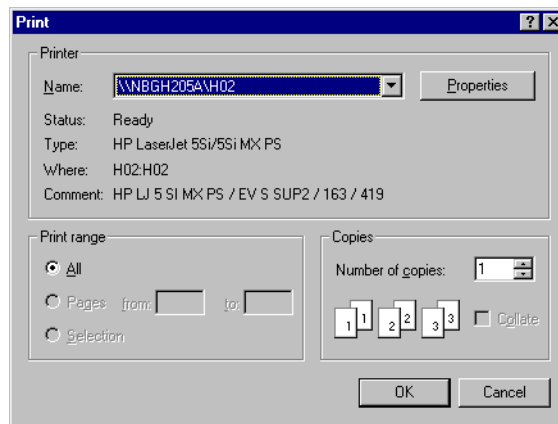 Print
Printer
Name: \\NBGH205A\H02 Properties
Status: Ready
Type: HP LaserJet 5Si/5Si MX PS
Where: H02:H02
Comment: HP LJ 5 SI MX PS / EV S SUP2 / 163 / 419
Print range
All
Pages from: to:
Selection
Copies
Number of copies: 1
1 1 2 2 3 3 Collate
OK Cancel